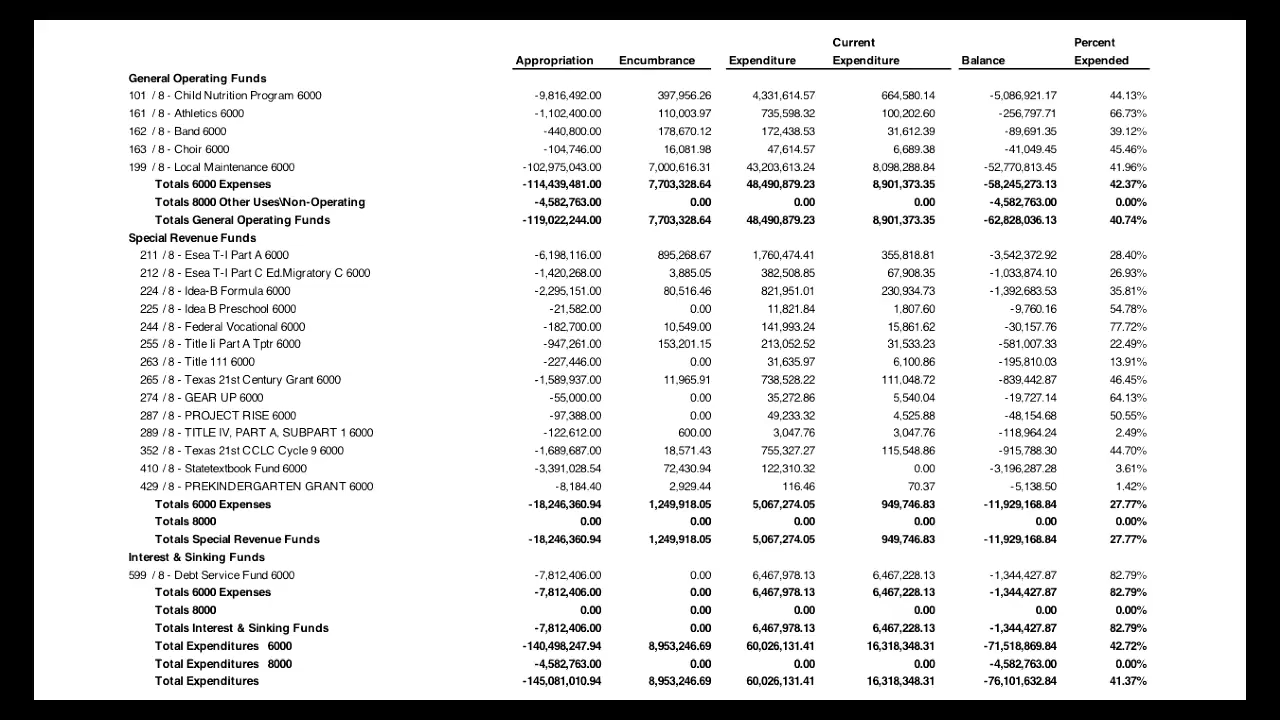 Current Percent
Appropriation Encumbrance Expenditure Expenditure Balance Expended
General Operating Funds
101 / 8 - Child Nutrition Program 6000 -9,816,492.00 397,956.26 4,331,614.57 664,580.14 -5,086,921.17 44.13%
161 / 8 - Athletics 6000 -1,102,400.00 110,003.97 735,598.32 100,202.60 -256,797.71 66.73%
162 / 8 - Band 6000 -440,800.00 178,670.12 172,438.53 31,612.39 -89,691.35 39.12%
163 / 8 - Choir 6000 -104,746.00 16,081.98 47,614.57 6,689.38 -41,049.45 45.46%
199 / 8 - Local Maintenance 6000 -102,975,043.00 7,000,616.31 43,203,613.24 8,098,288.84 -52,770,813.45 41.96%
Totals 6000 Expenses -114,439,481.00 7,703,328.64 48,490,879.23 8,901,373.35 -58,245,273.13 42.37%
Totals 8000 Other Uses\Non-Operating -4,582,763.00 0.00 0.00 0.00 -4,582,763.00 0.00%
Totals General Operating Funds -119,022,244.00 7,703,328.64 48,490,879.23 8,901,373.35 -62,828,036.13 40.74%
Special Revenue Funds
211 / 8 - Esea T-I Part A 6000 -6,198,116.00 895,268.67 1,760,474.41 355,818.81 -3,542,372.92 28.40%
212 / 8 - Esea T-I Part C Ed.Migratory C 6000 -1,420,268.00 3,885.05 382,508.85 67,908.35 -1,033,874.10 26.93%
224 / 8 - Idea-B Formula 6000 -2,295,151.00 80,516.46 821,951.01 230,934.73 -1,392,683.53 35.81%
225 / 8 - Idea B Preschool 6000 -21,582.00 0.00 11,821.84 1,807.60 -9,760.16 54.78%
244 / 8 - Federal Vocational 6000 -182,700.00 10,549.00 141,993.24 15,861.62 -30,157.76 77.72%
255 / 8 - Title Ii Part A Tptr 6000 -947,261.00 153,201.15 213,052.52 31,533.23 -581,007.33 22.49%
263 / 8 - Title 111 6000 -227,446.00 0.00 31,635.97 6,100.86 -195,810.03 13.91%
265 / 8 - Texas 21st Century Grant 6000 -1,589,937.00 11,965.91 738,528.22 111,048.72 -839,442.87 46.45%
274 / 8 - GEAR UP 6000 -55,000.00 0.00 35,272.86 5,540.04 -19,727.14 64.13%
287 / 8 - PROJECT RISE 6000 -97,388.00 0.00 49,233.32 4,525.88 -48,154.68 50.55%
289 / 8 - TITLE IV, PART A, SUBPART 1 6000 -122,612.00 600.00 3,047.76 3,047.76 -118,964.24 2.49%
352 / 8 - Texas 21st CCLC Cycle 9 6000 -1,689,687.00 18,571.43 755,327.27 115,548.86 -915,788.30 44.70%
410 / 8 - Statetextbook Fund 6000 -3,391,028.54 72,430.94 122,310.32 0.00 -3,196,287.28 3.61%
429 / 8 - PREKINDERGARTEN GRANT 6000 -8,184.40 2,929.44 116.46 70.37 -5,138.50 1.42%
Totals 6000 Expenses -18,246,360.94 1,249,918.05 5,067,274.05 949,746.83 -11,929,168.84 27.77%
Totals 8000 0.00 0.00 0.00 0.00 0.00 0.00%
Totals Special Revenue Funds -18,246,360.94 1,249,918.05 5,067,274.05 949,746.83 -11,929,168.84 27.77%
Interest & Sinking Funds
599 / 8 - Debt Service Fund 6000 -7,812,406.00 0.00 6,467,978.13 6,467,228.13 -1,344,427.87 82.79%
Totals 6000 Expenses -7,812,406.00 0.00 6,467,978.13 6,467,228.13 -1,344,427.87 82.79%
Totals 8000 0.00 0.00 0.00 0.00 0.00 0.00%
Totals Interest & Sinking Funds -7,812,406.00 0.00 6,467,978.13 6,467,228.13 -1,344,427.87 82.79%
Total Expenditures 6000 -140,498,247.94 8,953,246.69 60,026,131.41 16,318,348.31 -71,518,869.84 42.72%
Total Expenditures 8000 -4,582,763.00 0.00 0.00 0.00 -4,582,763.00 0.00%
Total Expenditures -145,081,010.94 8,953,246.69 60,026,131.41 16,318,348.31 -76,101,632.84 41.37%